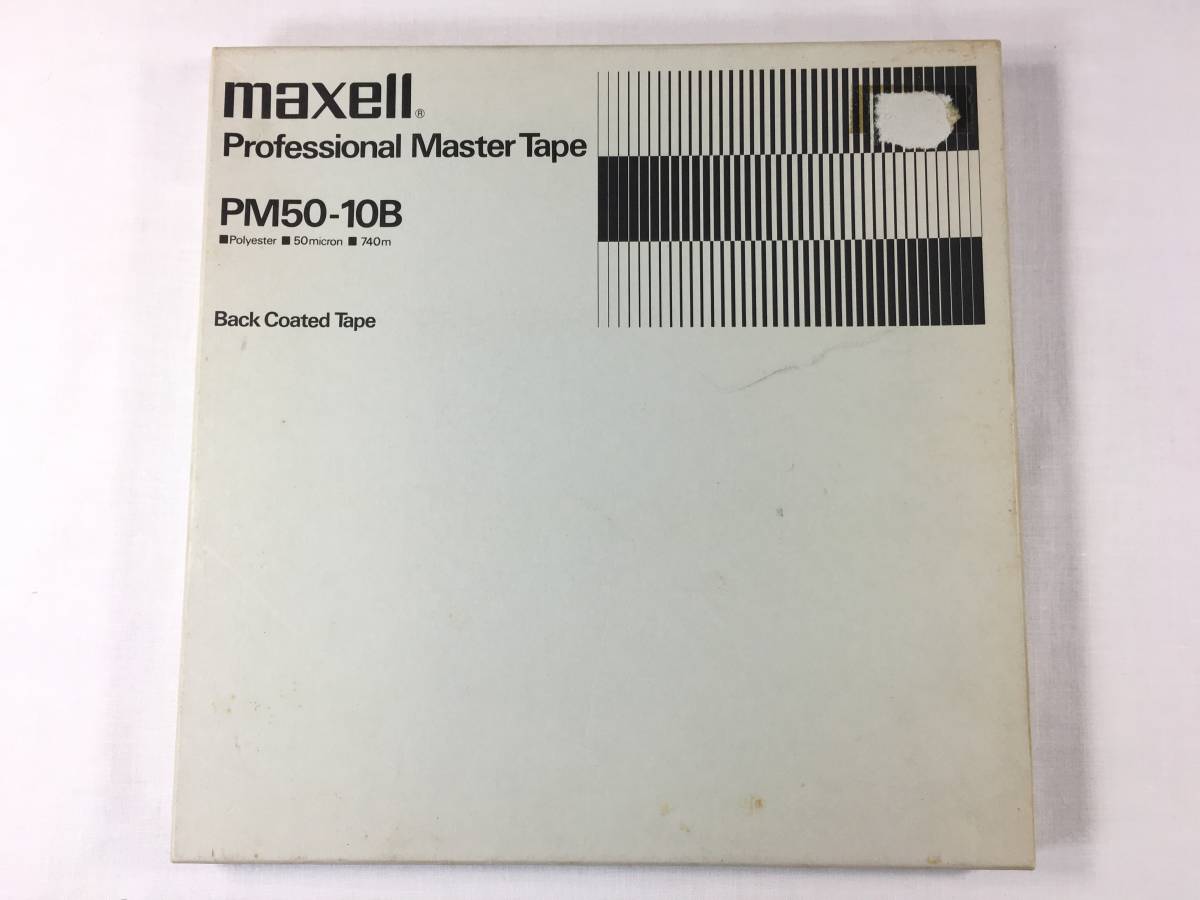 maxell®
Professional Master Tape
PM50-10B
■Polyester ■50micron ■740m
Back Coated Tape